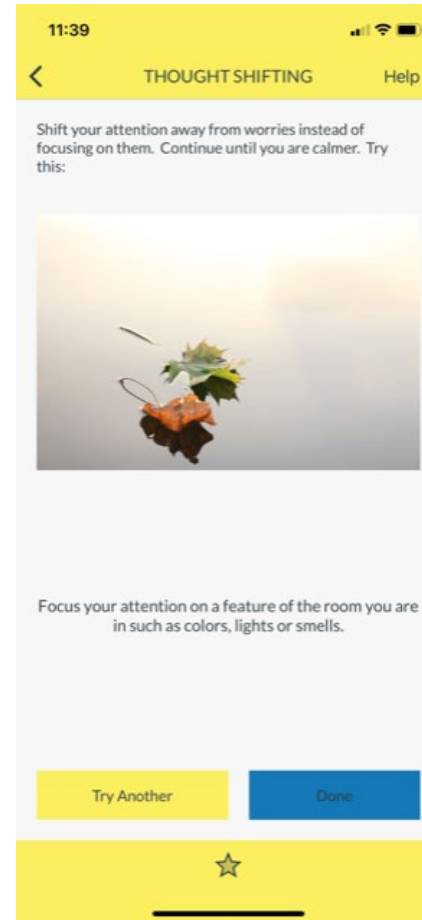 11:39
THOUGHT SHIFTING
Help
Shift your attention away from worries instead of
focusing on them.  Continue until you are calmer.  Try
this:
Focus your attention on a feature of the room you are
in such as colors, lights or smells.
Try Another
Done